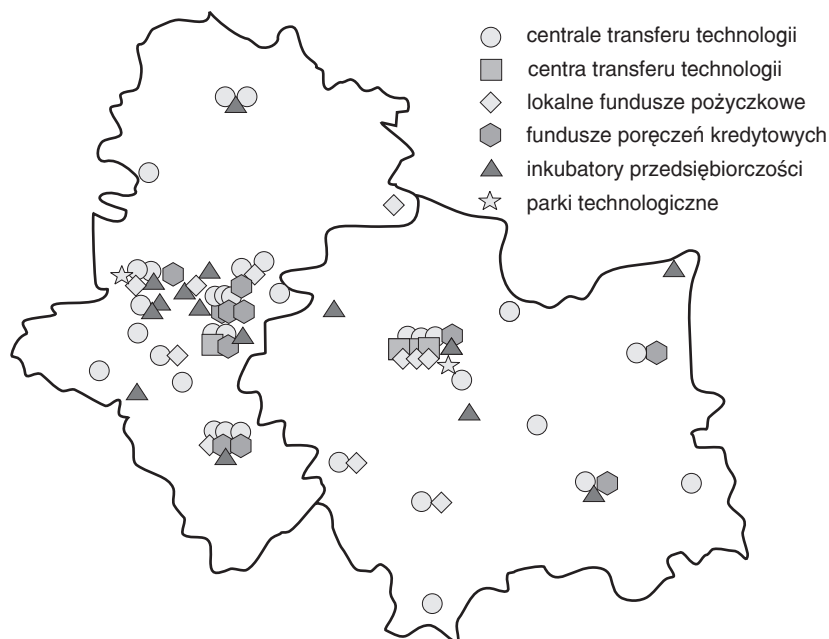 centrale transferu technologii
centra transferu technologii
lokalne fundusze pożyczkowe
fundusze poręczeń kredytowych
inkubatory przedsiębiorczości
parki technologiczne